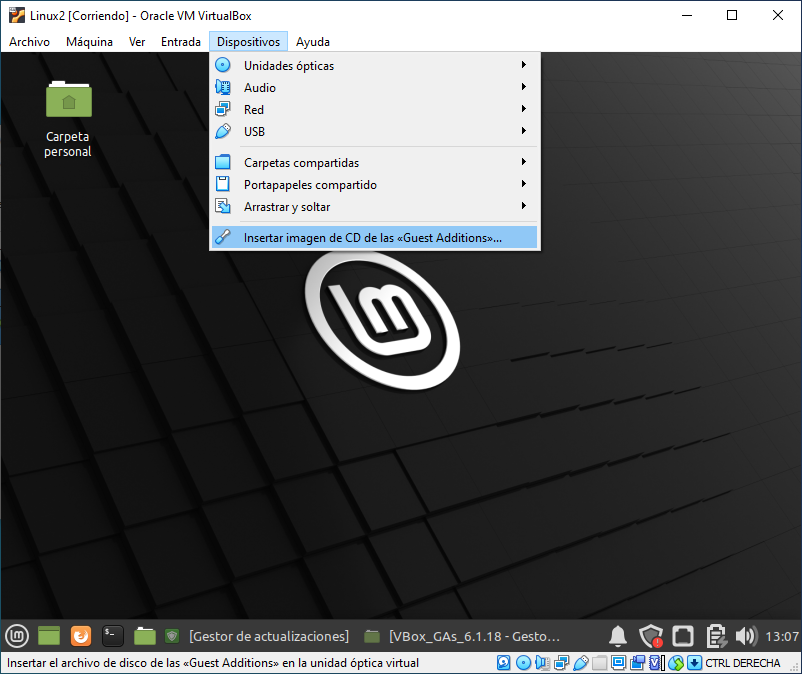 Linux2 [Corriendo] - Oracle VM VirtualBox
Archivo Máquina Ver Entrada Dispositivos Ayuda
Unidades ópticas
Audio
Red
USB
Carpetas compartidas
Portapapeles compartido
Arrastrar y soltar
Insertar imagen de CD de las «Guest Additions»...
Carpeta
personal
[Gestor de actualizaciones] [VBox_GAs_6.1.18 - Gesto... 13:07
Insertar el archivo de disco de las «Guest Additions» en la unidad óptica virtual CTRL DERECHA